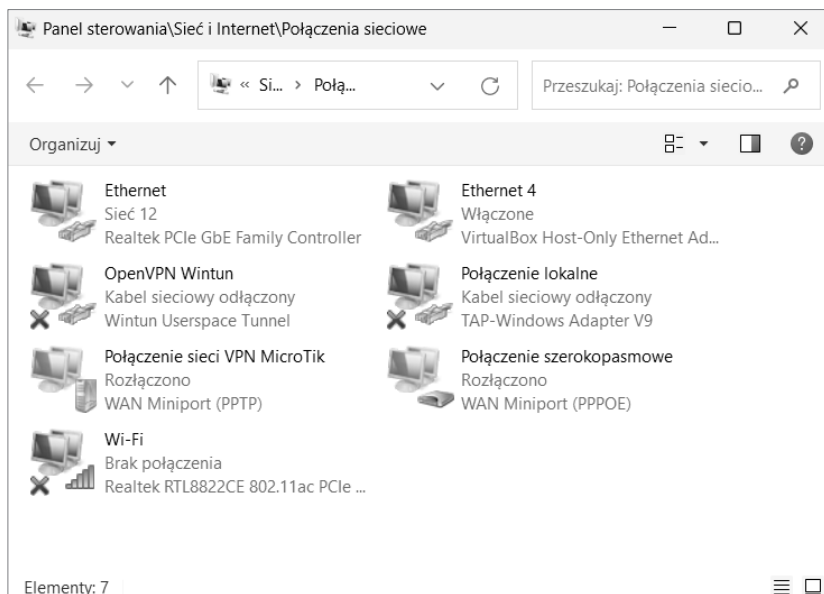 Panel sterowania\Sieć i Internet\Połączenia sieciowe
« Si... › Połą...
Przeszukaj: Połączenia siecio...
Organizuj
Ethernet
Sieć 12
Realtek PCIe GbE Family Controller
Ethernet 4
Włączone
VirtualBox Host-Only Ethernet Ad...
OpenVPN Wintun
Kabel sieciowy odłączony
Wintun Userspace Tunnel
Połączenie lokalne
Kabel sieciowy odłączony
TAP-Windows Adapter V9
Połączenie sieci VPN MicroTik
Rozłączono
WAN Miniport (PPTP)
Połączenie szerokopasmowe
Rozłączono
WAN Miniport (PPPOE)
Wi-Fi
Brak połączenia
Realtek RTL8822CE 802.11ac PCIe ...
Elementy: 7